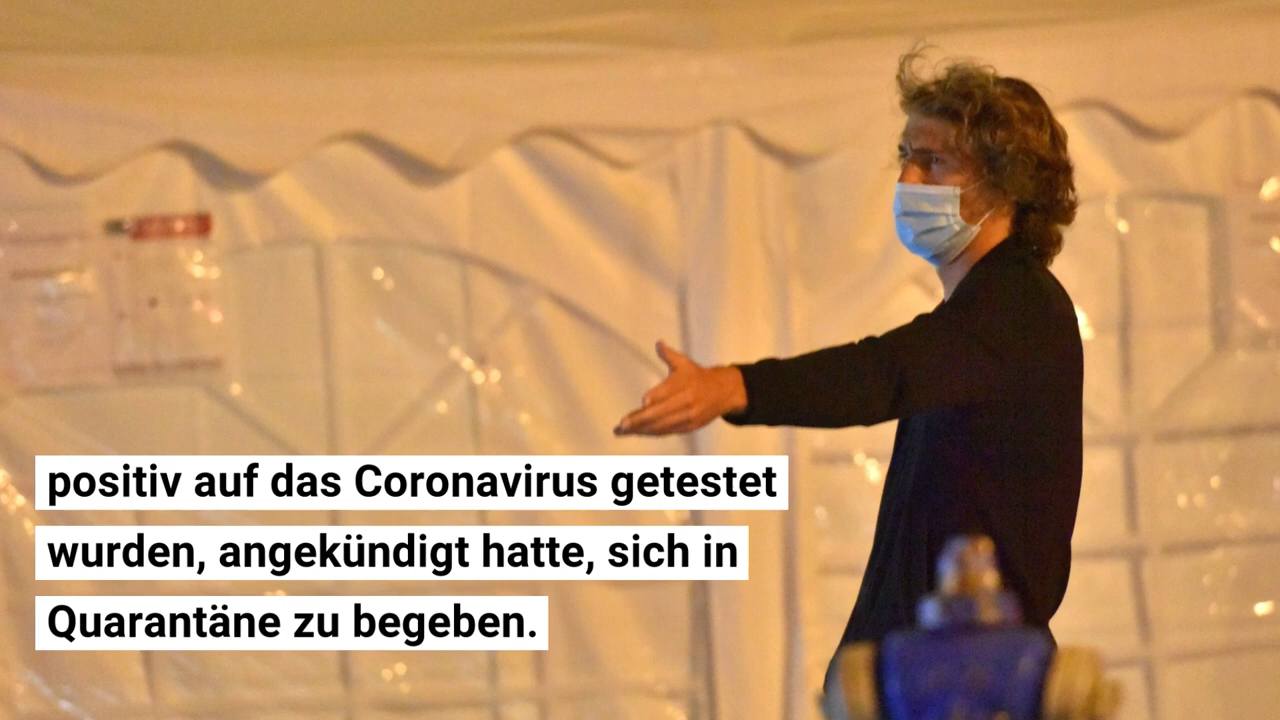 positiv auf das Coronavirus getestet
wurden, angekündigt hatte, sich in
Quarantäne zu begeben.